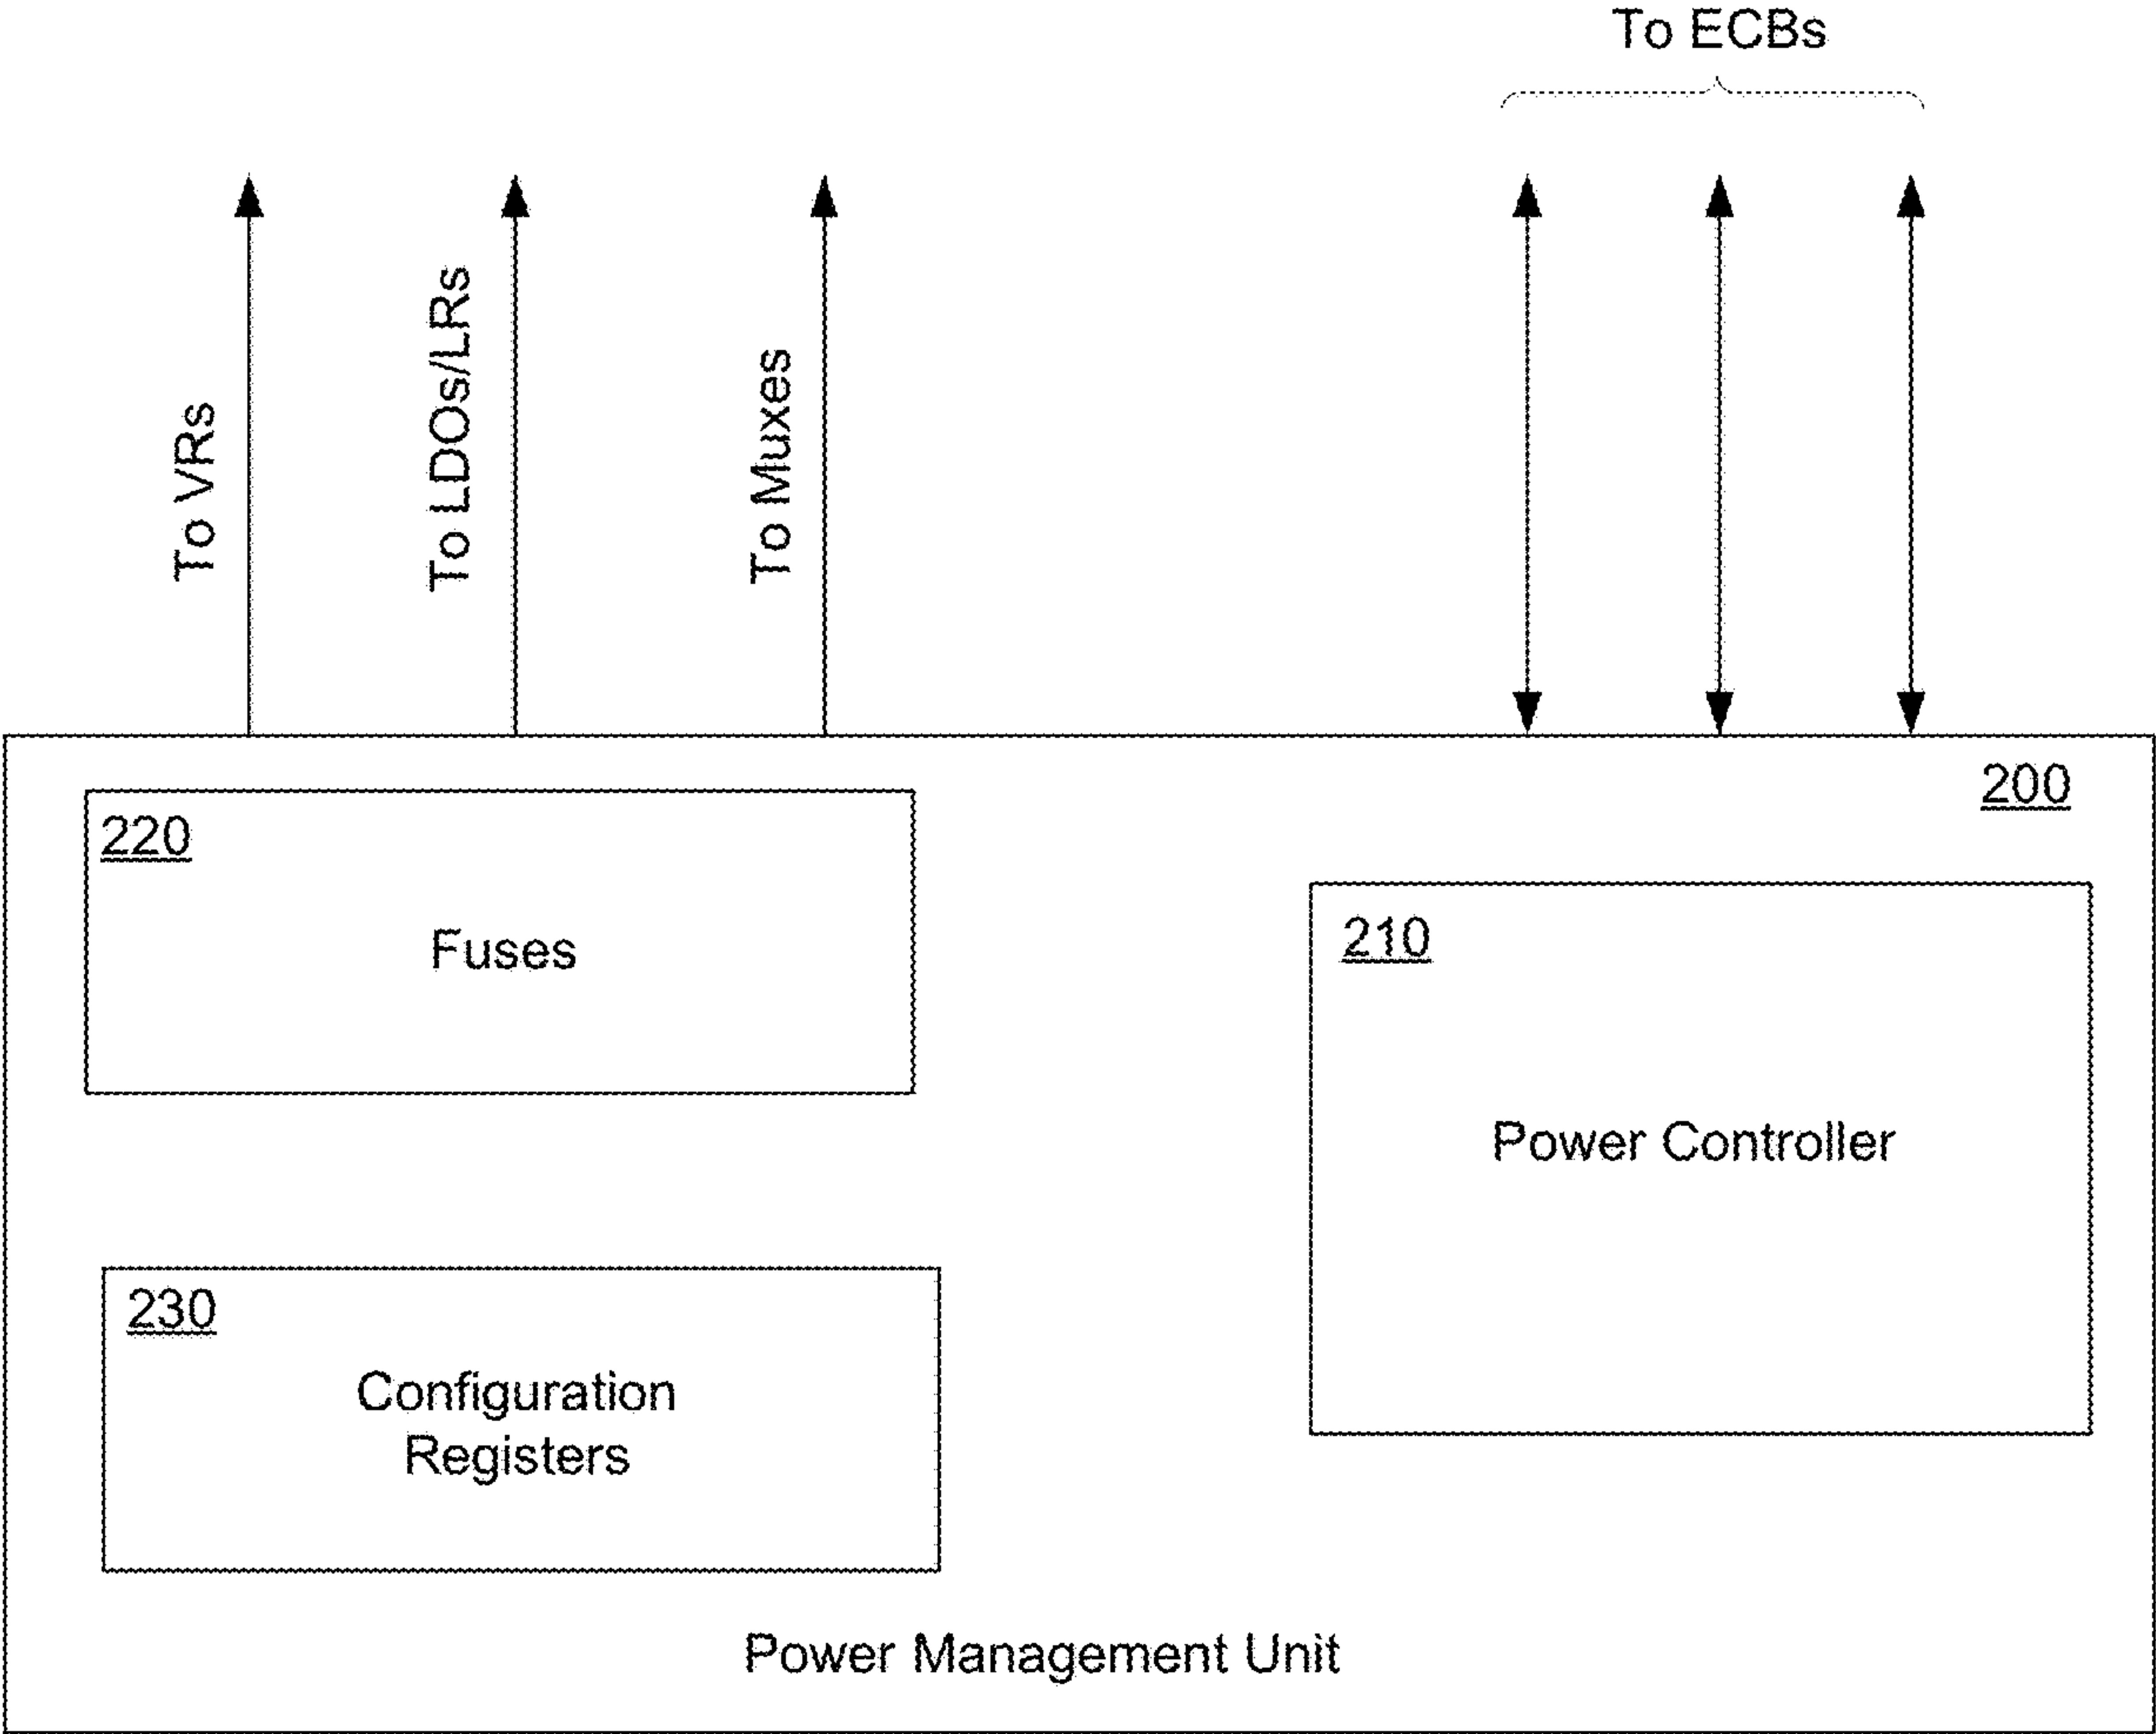 To ECBs
To VRs
To LDOs/LRs
To Muxes
200
220
Fuses
210
Power Controller
230
Configuration
Registers
Power Management Unit